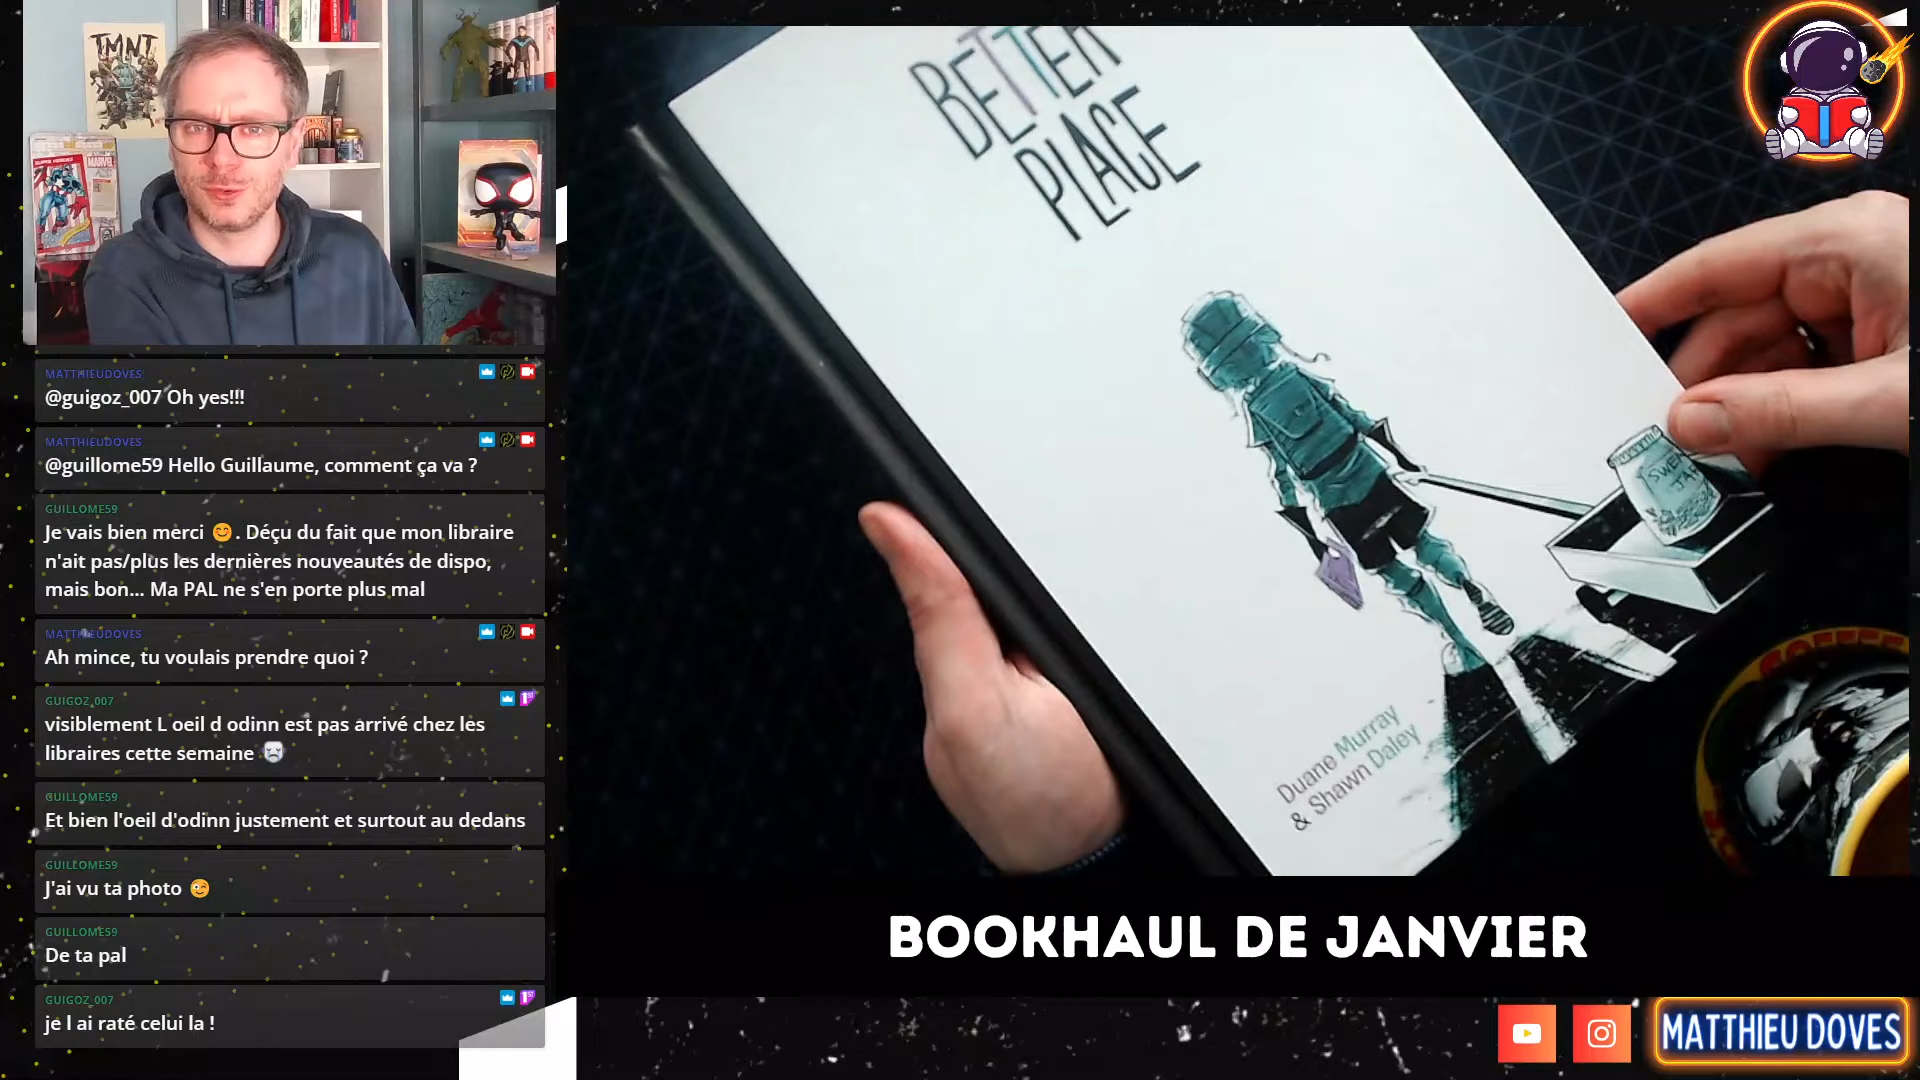 TMNT
MARVEL
BETTER
PLACE
SWEAR
JAR
Duane Murray
& Shawn Daley
MATTHIEUDOVES
@guigoz_007 Oh yes!!!
MATTHIEUDOVES
@guillome59 Hello Guillaume, comment ça va ?
GUILLOME59
Je vais bien merci 😊. Déçu du fait que mon libraire
n'ait pas/plus les dernières nouveautés de dispo,
mais bon... Ma PAL ne s'en porte plus mal
MATTHIEUDOVES
Ah mince, tu voulais prendre quoi ?
GUIGOZ_007
visiblement L oeil d odinn est pas arrivé chez les
libraires cette semaine 😢
GUILLOME59
Et bien l'oeil d'odinn justement et surtout au dedans
GUILLOME59
J'ai vu ta photo 😉
GUILLOME59
De ta pal
GUIGOZ_007
je l ai raté celui la !
BOOKHAUL DE JANVIER
MATTHIEU DOVES